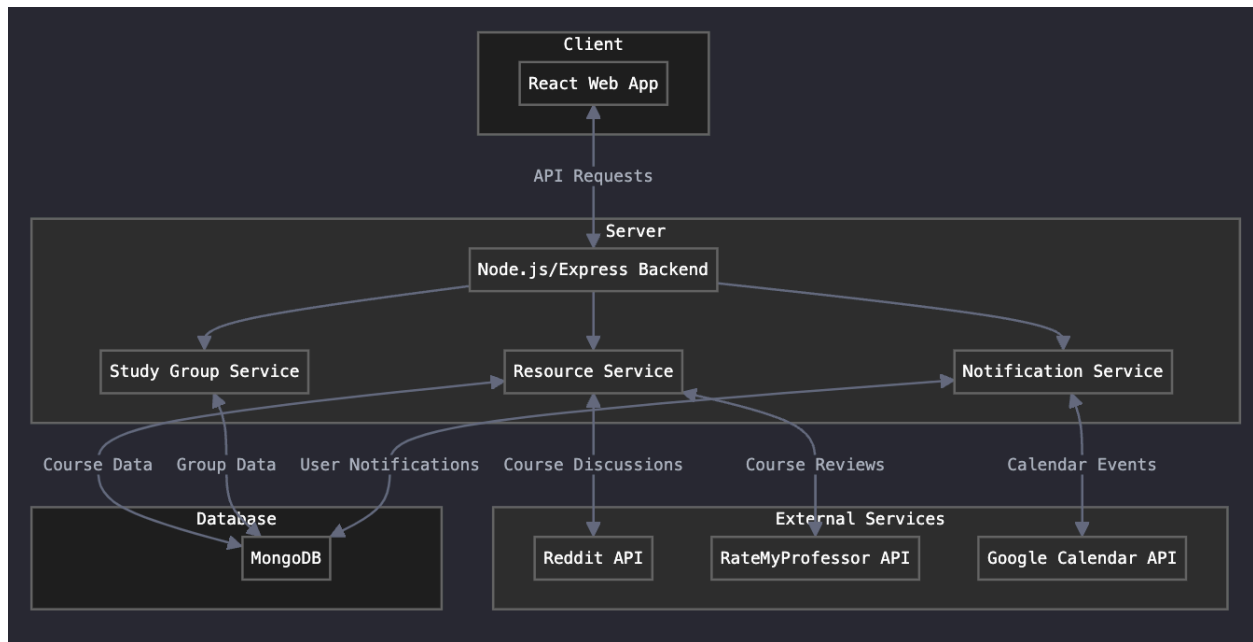 Client
React Web App
API Requests
Server
Node.js/Express Backend
Study Group Service
Resource Service
Notification Service
Course Data
Group Data
User Notifications
Course Discussions
Course Reviews
Calendar Events
Database
External Services
MongoDB
Reddit API
RateMyProfessor API
Google Calendar API